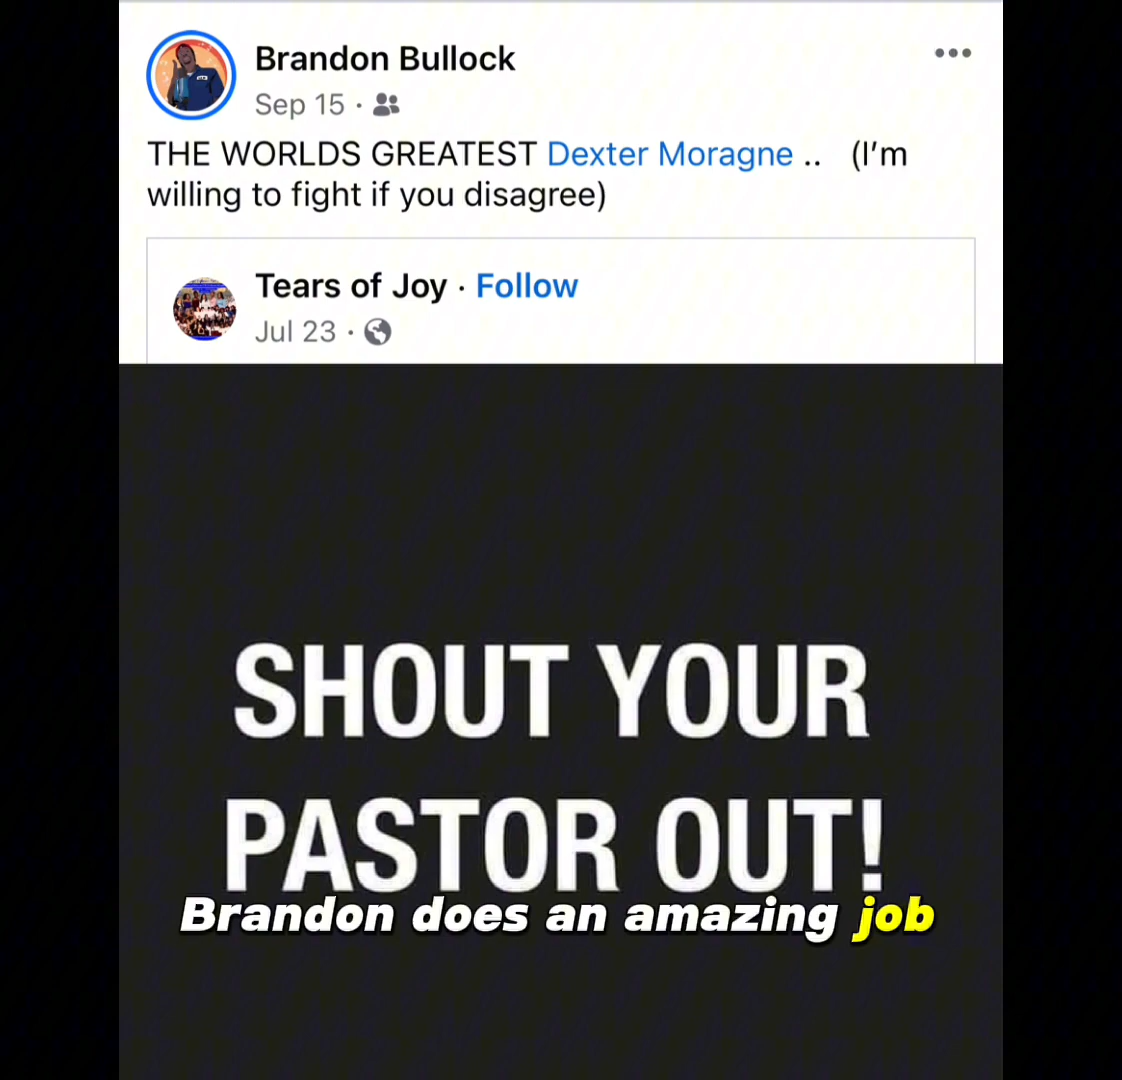 Brandon Bullock
Sep 15 ·
THE WORLDS GREATEST Dexter Moragne .. (I’m
willing to fight if you disagree)
Tears of Joy · Follow
Jul 23 ·
SHOUT YOUR
PASTOR OUT!
Brandon does an amazing job